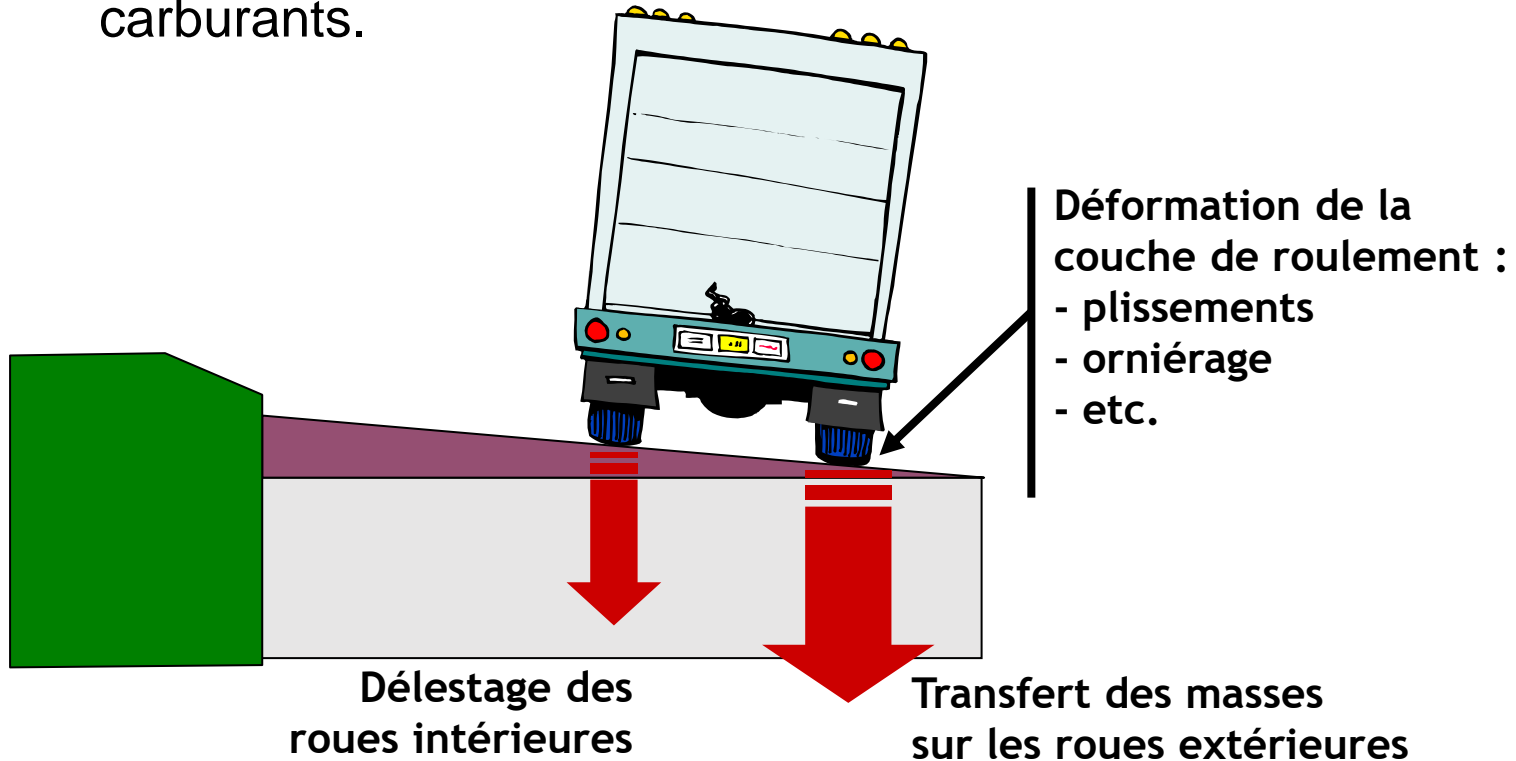 carburants.
Déformation de la
couche de roulement :
- plissements
- orniérage
- etc.
Délestage des
roues intérieures
Transfert des masses
sur les roues extérieures